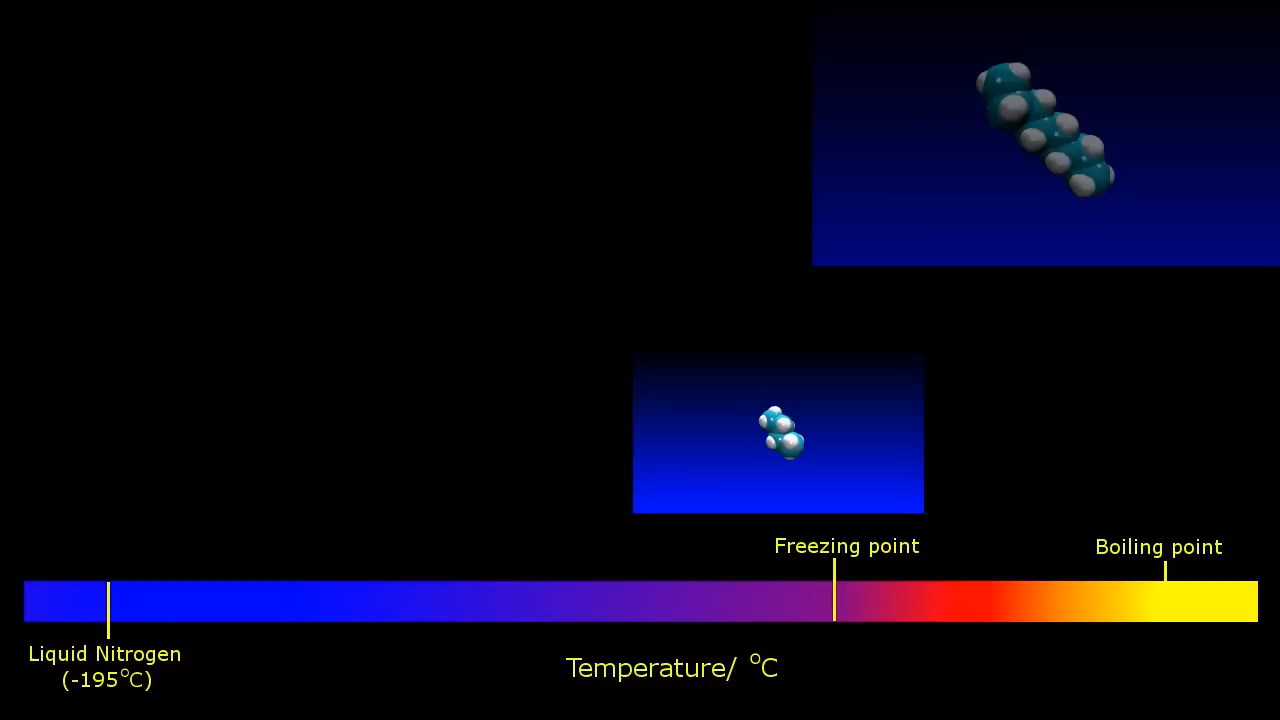 Freezing point
Boiling point
Liquid Nitrogen
(-195°C)
Temperature/ °C